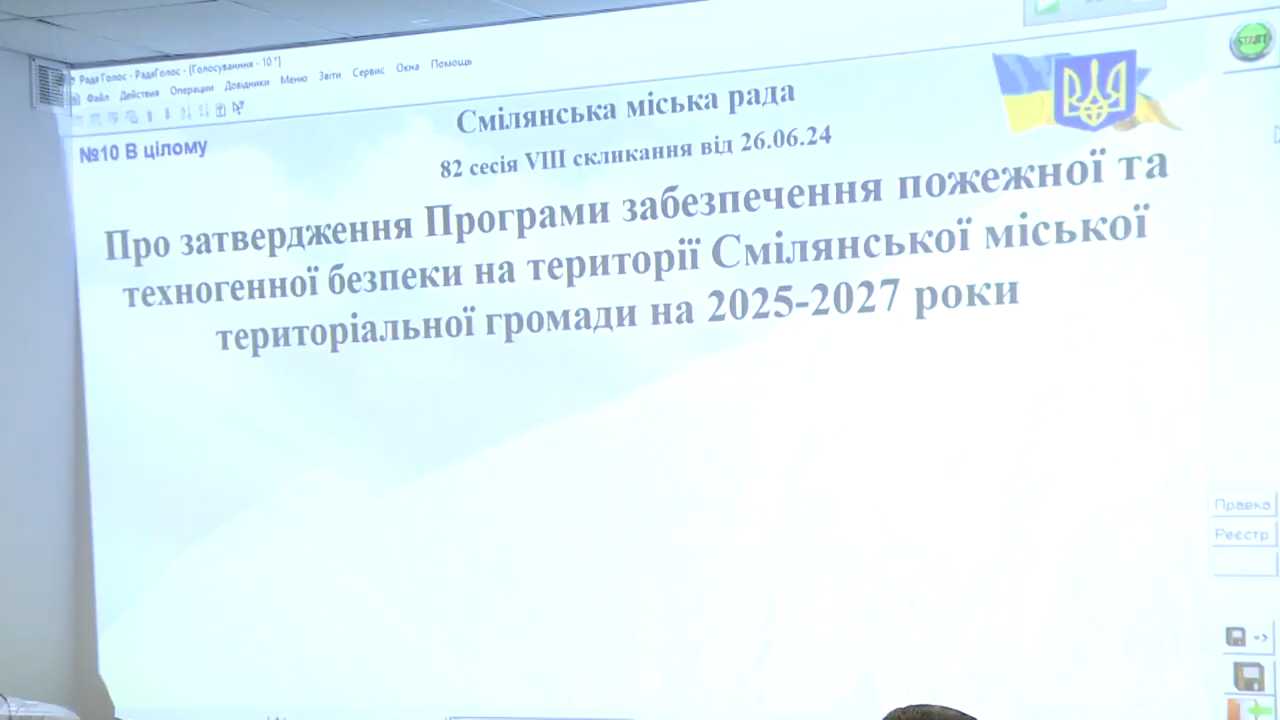 Рада Голос - РадаГолос - [Голосування - 10 *]
Файл Действия Операции Довідники Меню Звіти Сервис Окна Помощь
№10 В цілому
Смілянська міська рада
82 сесія VIII скликання від 26.06.24
Про затвердження Програми забезпечення пожежної та
техногенної безпеки на території Смілянської міської
територіальної громади на 2025-2027 роки
START
Правка
Реєстр